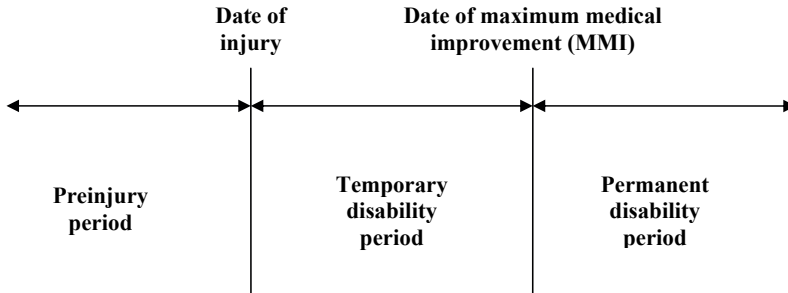 Date of
injury
Date of maximum medical
improvement (MMI)
Preinjury
period
Temporary
disability
period
Permanent
disability
period